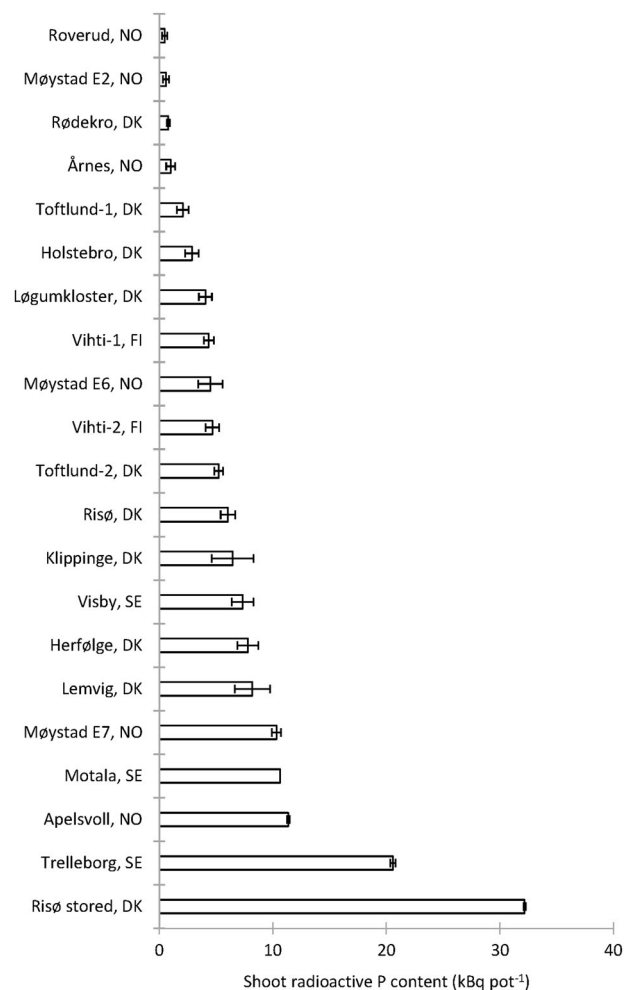 Roverud, NO
Møystad E2, NO
Rødekro, DK
Årnes, NO
Toftlund-1, DK
Holstebro, DK
Løgumkloster, DK
Vihti-1, FI
Møystad E6, NO
Vihti-2, FI
Toftlund-2, DK
Risø, DK
Klippinge, DK
Visby, SE
Herfølge, DK
Lemvig, DK
Møystad E7, NO
Motala, SE
Apelsvoll, NO
Trelleborg, SE
Risø stored, DK
0 10 20 30 40
Shoot radioactive P content (kBq pot⁻¹)